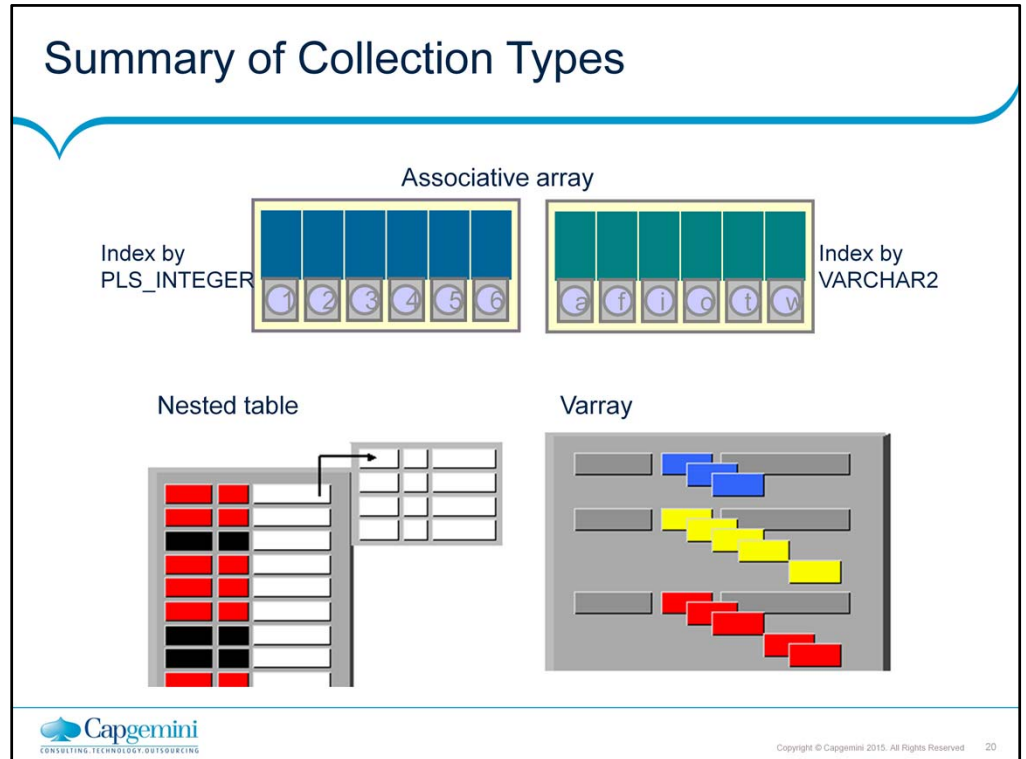 Summary of Collection Types
Associative array
Index by
PLS_INTEGER
1 2 3 4 5 6
a f i o t w
Index by
VARCHAR2
Nested table
Varray
Capgemini
CONSULTING.TECHNOLOGY.OUTSOURCING
Copyright © Capgemini 2015. All Rights Reserved 20